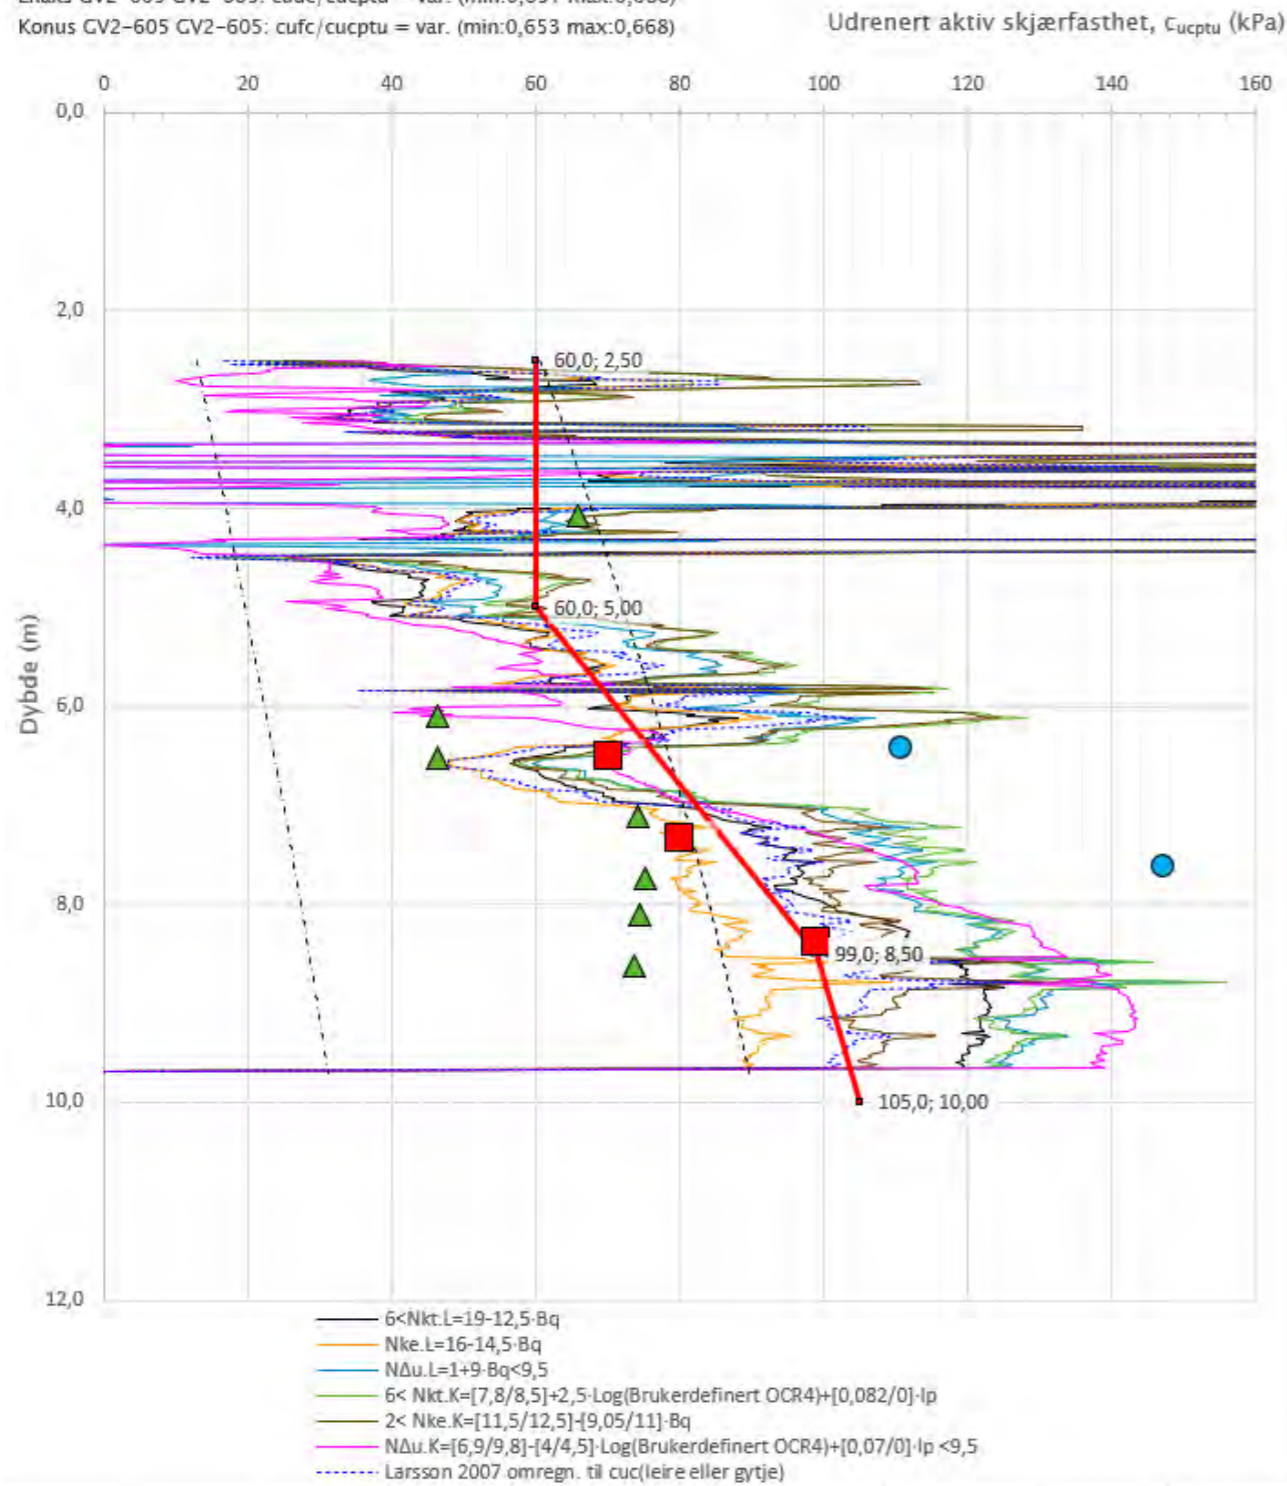 Konus GV2-605 GV2-605: cufc/cucptu = var. (min:0,653 max:0,668)
Udrenert aktiv skjærfasthet, cucptu (kPa)
0 20 40 60 80 100 120 140 160
0,0
2,0
4,0
6,0
8,0
10,0
12,0
Dybde (m)
60,0; 2,50
60,0; 5,00
99,0; 8,50
105,0; 10,00
6<Nkt.L=19-12,5·Bq
Nke.L=16-14,5·Bq
NΔu.L=1+9·Bq<9,5
6< Nkt.K=[7,8/8,5]+2,5·Log(Brukerdefinert OCR4)+[0,082/0]·Ip
2< Nke.K=[11,5/12,5]-[9,05/11]·Bq
NΔu.K=[6,9/9,8]-[4/4,5]·Log(Brukerdefinert OCR4)+[0,07/0]·Ip <9,5
Larsson 2007 omregn. til cuc(leire eller gytje)